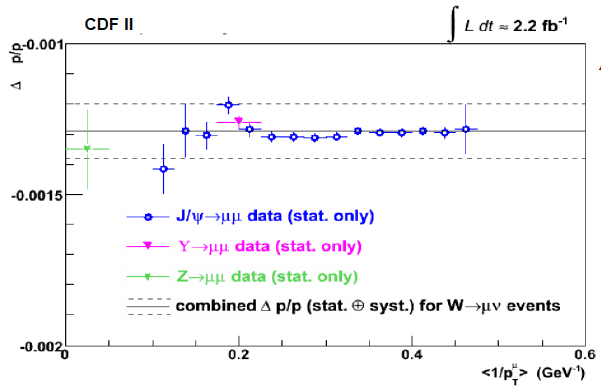 CDF II
∫ L dt ≈ 2.2 fb⁻¹
-0.001
Δ p/p
-0.0015
J/ψ→μμ data (stat. only)
Υ→μμ data (stat. only)
Z→μμ data (stat. only)
combined Δ p/p (stat. ⊕ syst.) for W→μν events
-0.002
0 0.2 0.4 0.6
<1/p_T^μ> (GeV⁻¹)